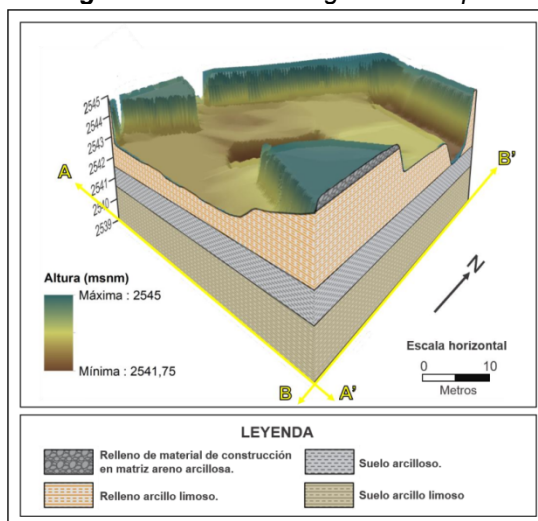 2545
2544
2543
2542
2541
2540
2539
A
B'
Altura (msnm)
Máxima : 2545
Mínima : 2541,75
N
Escala horizontal
0 10
Metros
B A'
LEYENDA
Relleno de material de construcción
en matriz areno arcillosa.
Suelo arcilloso.
Relleno arcillo limoso.
Suelo arcillo limoso